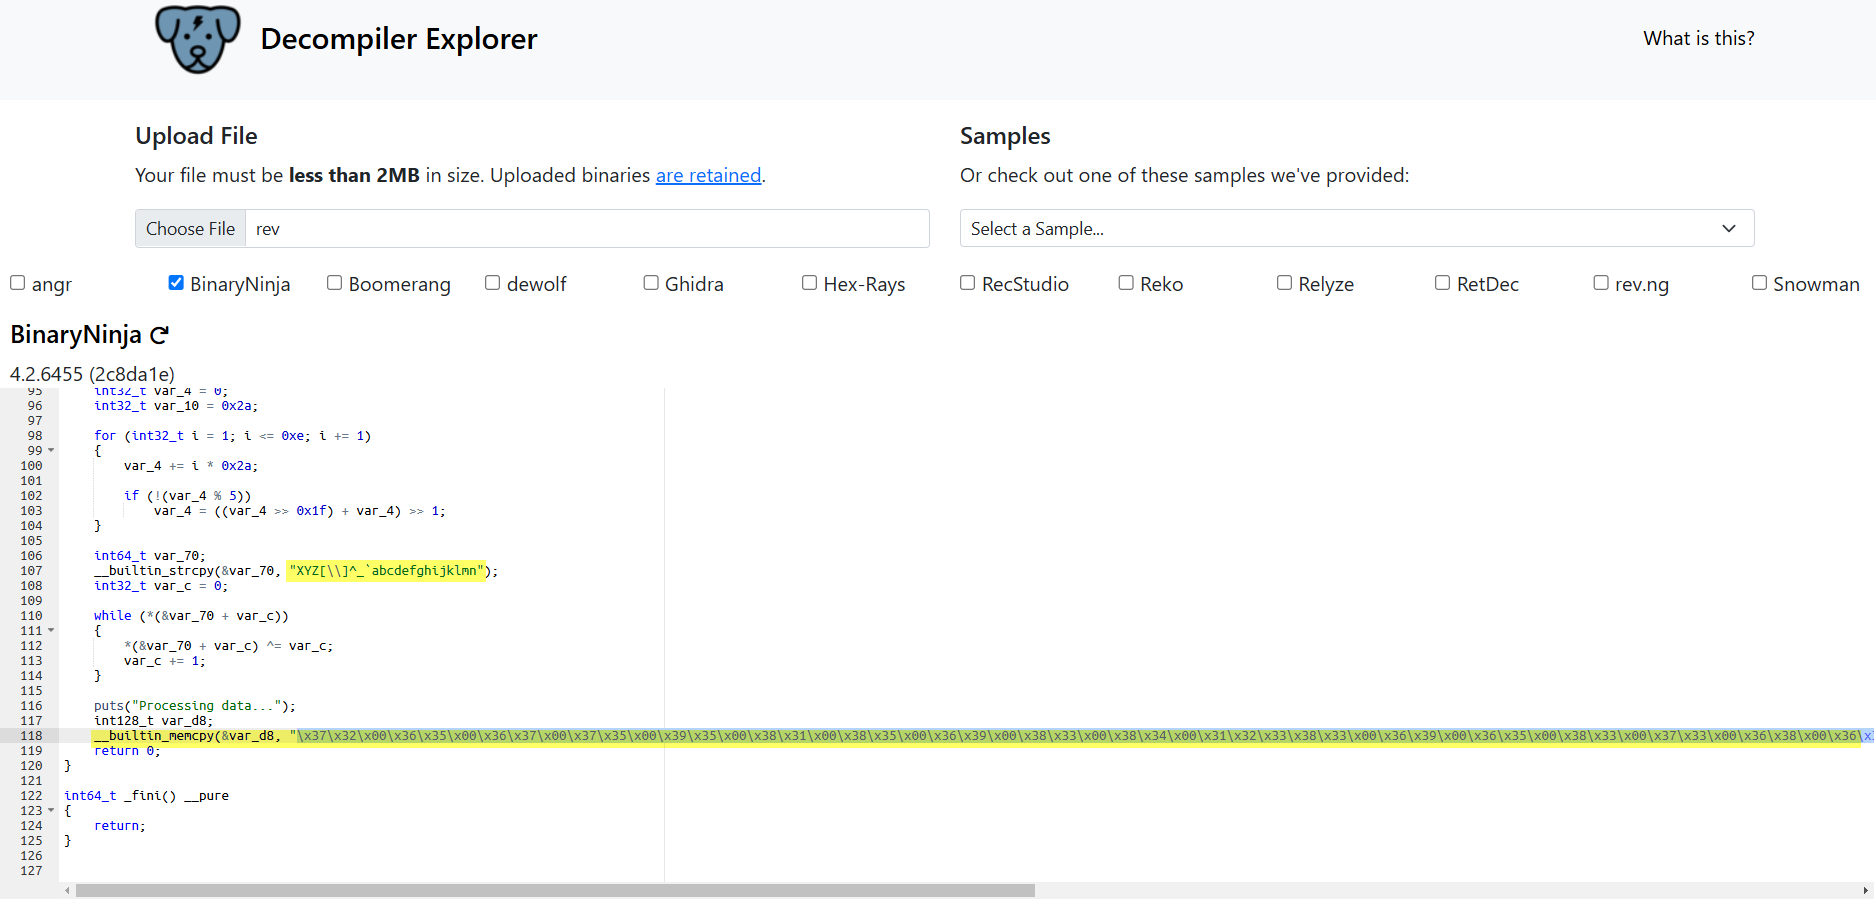 Decompiler Explorer
What is this?
Upload File
Your file must be less than 2MB in size. Uploaded binaries are retained.
Choose File rev
Samples
Or check out one of these samples we've provided:
Select a Sample...
angr BinaryNinja Boomerang dewolf Ghidra Hex-Rays RecStudio Reko Relyze RetDec rev.ng Snowman
BinaryNinja
4.2.6455 (2c8da1e)
95 int32_t var_4 = 0;
96 int32_t var_10 = 0x2a;
97
98 for (int32_t i = 1; i <= 0xe; i += 1)
99 {
100 var_4 += i * 0x2a;
101
102 if (!(var_4 % 5))
103 var_4 = ((var_4 >> 0x1f) + var_4) >> 1;
104 }
105
106 int64_t var_70;
107 __builtin_strcpy(&var_70, "XYZ[\\]^_`abcdefghijklmn");
108 int32_t var_c = 0;
109
110 while (*(&var_70 + var_c))
111 {
112 *(&var_70 + var_c) ^= var_c;
113 var_c += 1;
114 }
115
116 puts("Processing data...");
117 int128_t var_d8;
118 __builtin_memcpy(&var_d8, "\x37\x32\x00\x36\x35\x00\x36\x37\x00\x37\x35\x00\x39\x35\x00\x38\x31\x00\x38\x35\x00\x36\x39\x00\x38\x33\x00\x38\x34\x00\x31\x32\x33\x38\x33\x00\x36\x39\x00\x36\x35\x00\x38\x33\x00\x37\x33\x00\x36\x38\x00\x36\x
119 return 0;
120 }
121
122 int64_t _fini() __pure
123 {
124 return;
125 }
126
127